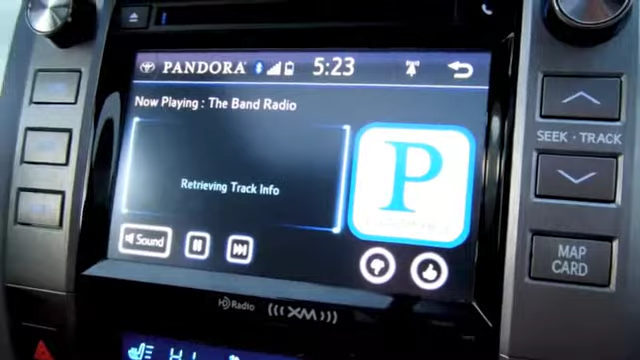 PANDORA 5:23
Now Playing : The Band Radio
Retrieving Track Info
P
Sound
SEEK · TRACK
MAP
CARD
HD Radio
((( XM )))
HI